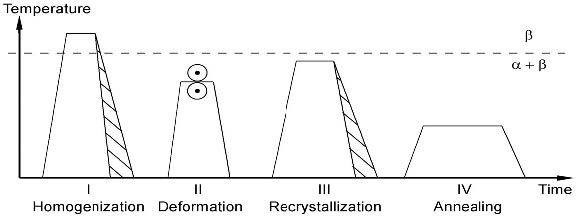 Temperature
β
α + β
I II III IV Time
Homogenization Deformation Recrystallization Annealing